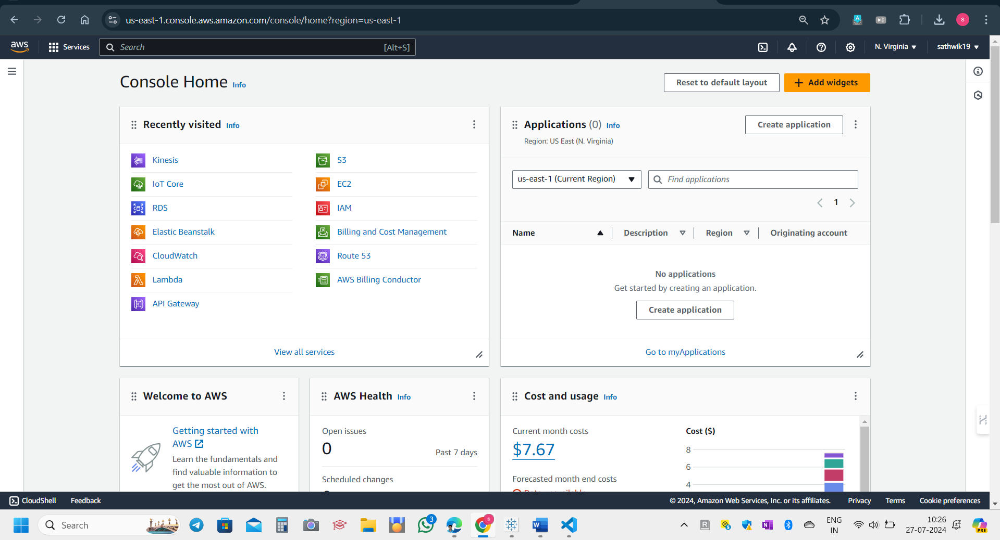 us-east-1.console.aws.amazon.com/console/home?region=us-east-1
S
aws
Services
Search
[Alt+S]
N. Virginia
sathwik19
Console Home Info
Reset to default layout
Add widgets
Recently visited Info
Kinesis
IoT Core
RDS
Elastic Beanstalk
CloudWatch
Lambda
API Gateway
S3
EC2
IAM
Billing and Cost Management
Route 53
AWS Billing Conductor
View all services
Applications (0) Info
Region: US East (N. Virginia)
Create application
us-east-1 (Current Region)
Find applications
1
Name
Description
Region
Originating account
No applications
Get started by creating an application.
Create application
Go to myApplications
Welcome to AWS
Getting started with
AWS
Learn the fundamentals and
find valuable information to
get the most out of AWS.
AWS Health Info
Open issues
0
Past 7 days
Scheduled changes
Cost and usage Info
Current month costs
$7.67
Forecasted month end costs
Cost ($)
8
6
4
CloudShell
Feedback
© 2024, Amazon Web Services, Inc. or its affiliates.
Privacy
Terms
Cookie preferences
Search
3
ENG
IN
10:26
27-07-2024
PRE